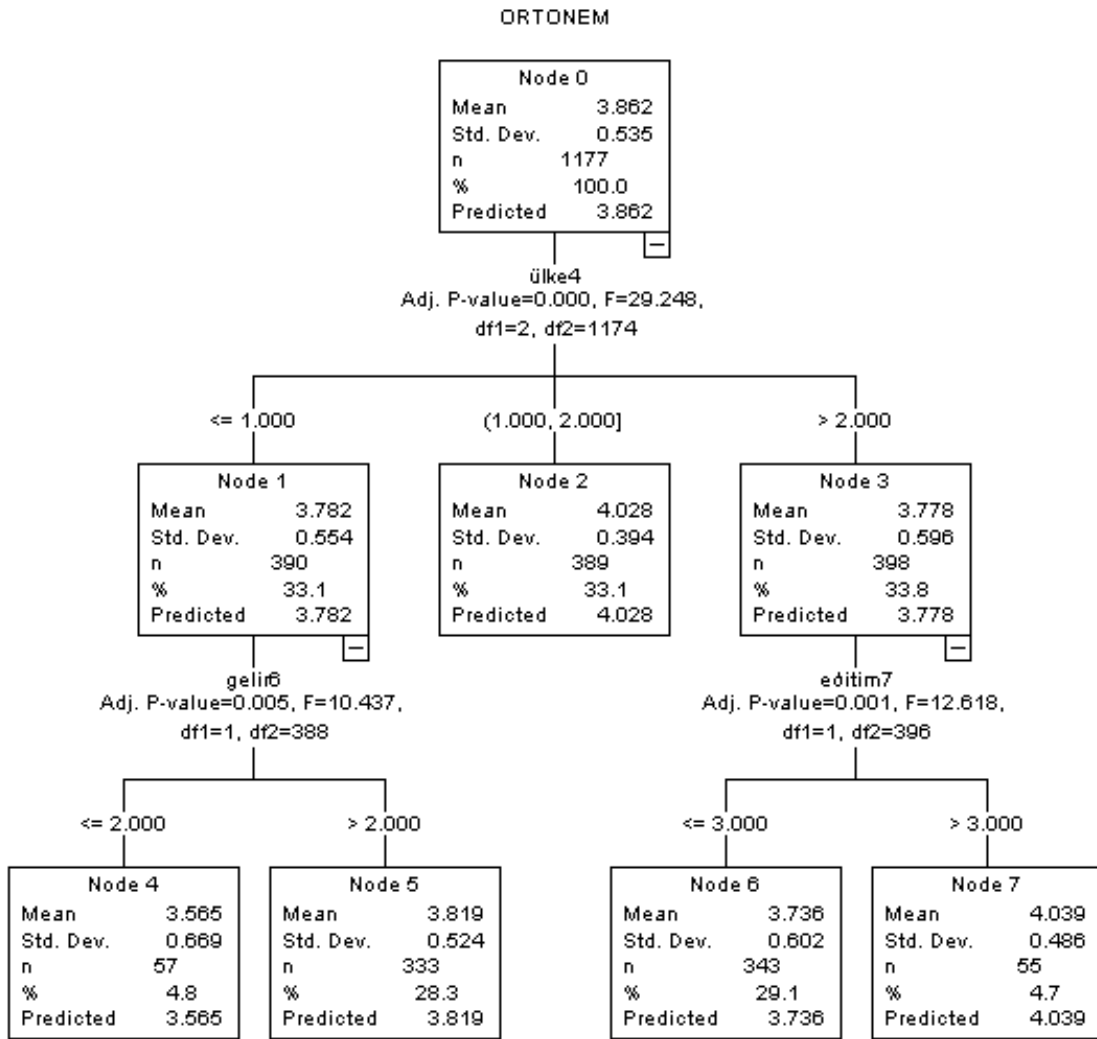 ORTONEM
Node 0
Mean 3.862
Std. Dev. 0.535
n 1177
% 100.0
Predicted 3.862
ülke4
Adj. P-value=0.000, F=29.248,
df1=2, df2=1174
<= 1.000
(1.000, 2.000]
> 2.000
Node 1
Mean 3.782
Std. Dev. 0.554
n 390
% 33.1
Predicted 3.782
Node 2
Mean 4.028
Std. Dev. 0.394
n 389
% 33.1
Predicted 4.028
Node 3
Mean 3.778
Std. Dev. 0.596
n 398
% 33.8
Predicted 3.778
gelir6
Adj. P-value=0.005, F=10.437,
df1=1, df2=388
eðitim7
Adj. P-value=0.001, F=12.618,
df1=1, df2=396
<= 2.000
> 2.000
<= 3.000
> 3.000
Node 4
Mean 3.565
Std. Dev. 0.669
n 57
% 4.8
Predicted 3.565
Node 5
Mean 3.819
Std. Dev. 0.524
n 333
% 28.3
Predicted 3.819
Node 6
Mean 3.736
Std. Dev. 0.602
n 343
% 29.1
Predicted 3.736
Node 7
Mean 4.039
Std. Dev. 0.486
n 55
% 4.7
Predicted 4.039